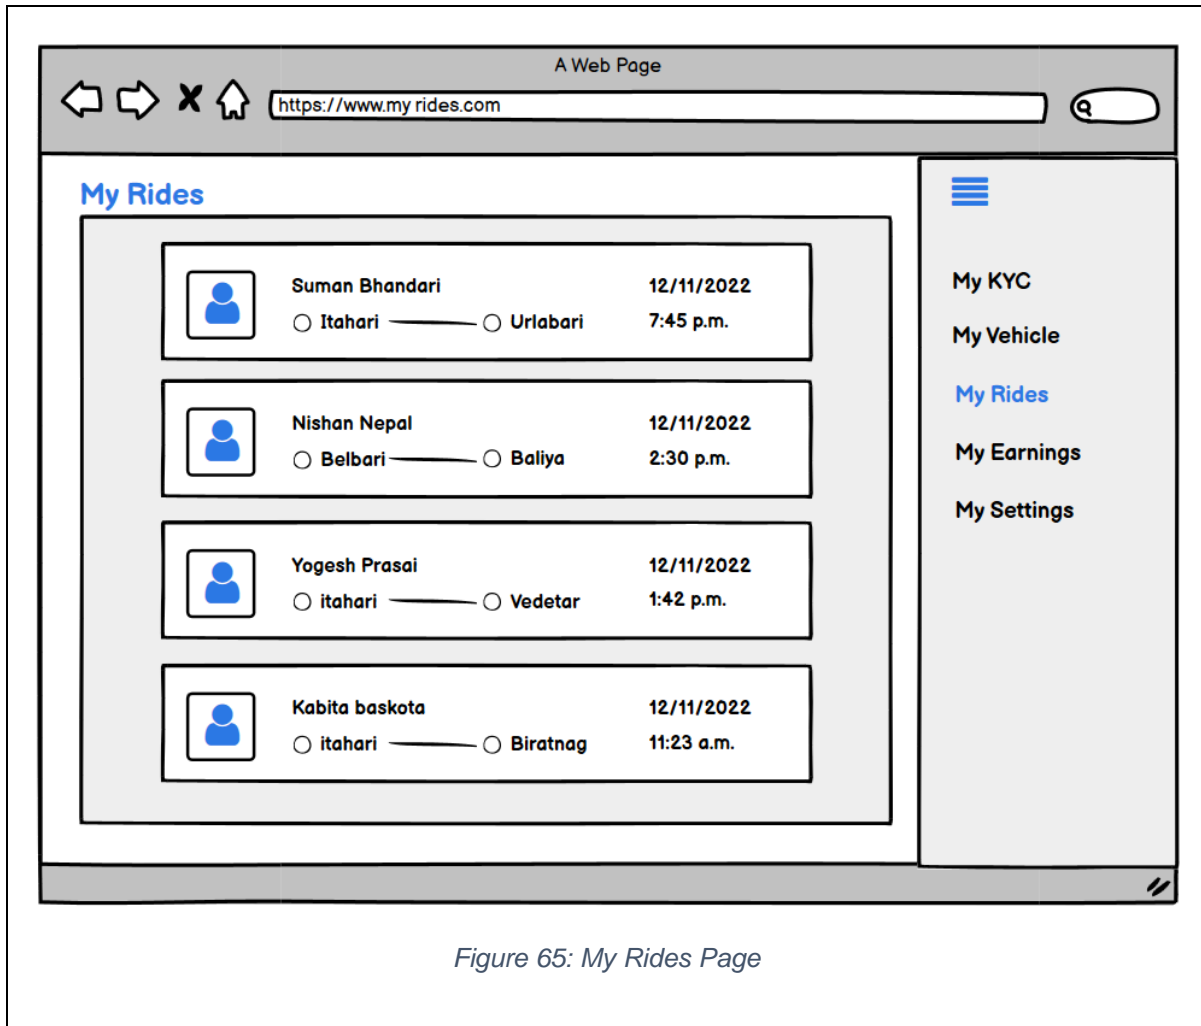 A Web Page
https://www.my rides.com
My Rides
Suman Bhandari 12/11/2022
Itahari Urlabari 7:45 p.m.
Nishan Nepal 12/11/2022
Belbari Baliya 2:30 p.m.
Yogesh Prasai 12/11/2022
itahari Vedetar 1:42 p.m.
Kabita baskota 12/11/2022
itahari Biratnag 11:23 a.m.
My KYC
My Vehicle
My Rides
My Earnings
My Settings
Figure 65: My Rides Page